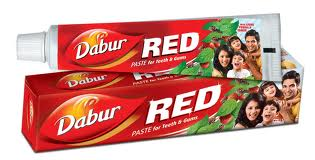 Dabur
RED
PASTE for Teeth & Gums
Dabur
RED
PASTE for Teeth & Gums